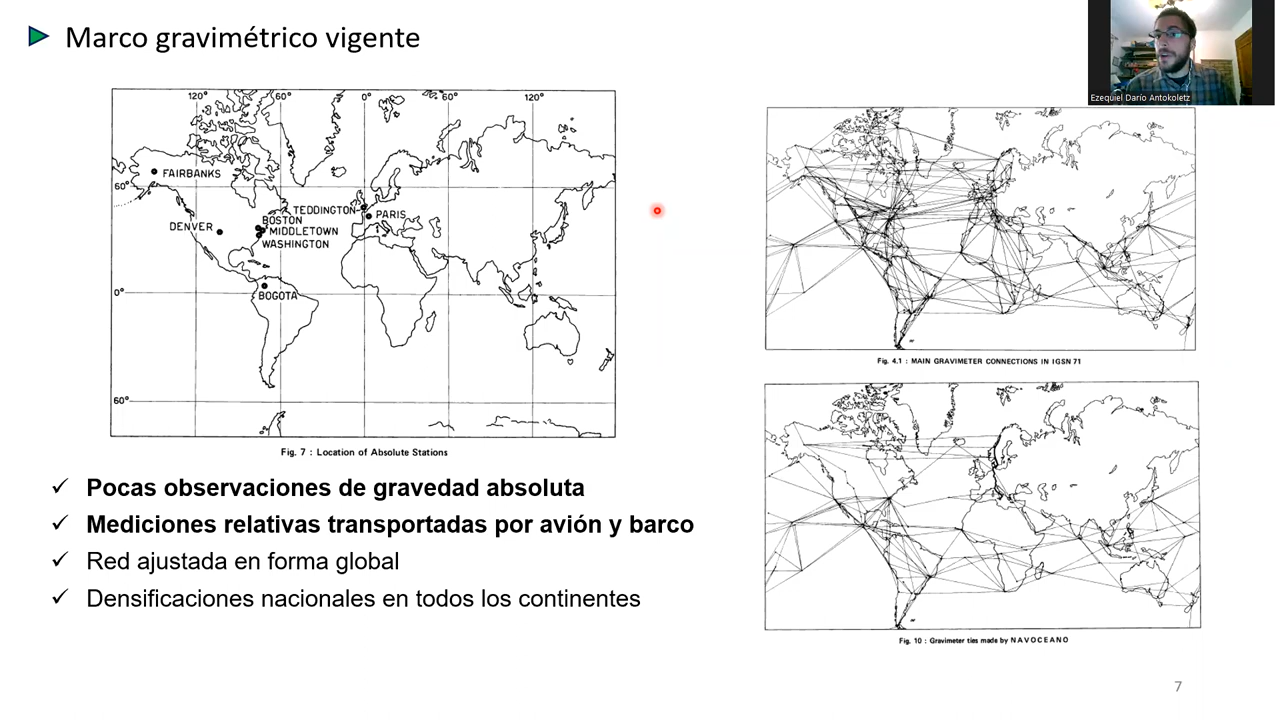 Marco gravimétrico vigente
Ezequiel Darío Antokoletz
120° 60° 0° 60° 120°
60°
FAIRBANKS
TEDDINGTON
PARIS
BOSTON
DENVER
MIDDLETOWN
WASHINGTON
0°
BOGOTA
60°
Fig. 7 : Location of Absolute Stations
Fig. 4.1 : MAIN GRAVIMETER CONNECTIONS IN IGSN 71
Fig. 10 : Gravimeter ties made by NAVOCEANO
✓ Pocas observaciones de gravedad absoluta
✓ Mediciones relativas transportadas por avión y barco
✓ Red ajustada en forma global
✓ Densificaciones nacionales en todos los continentes
7